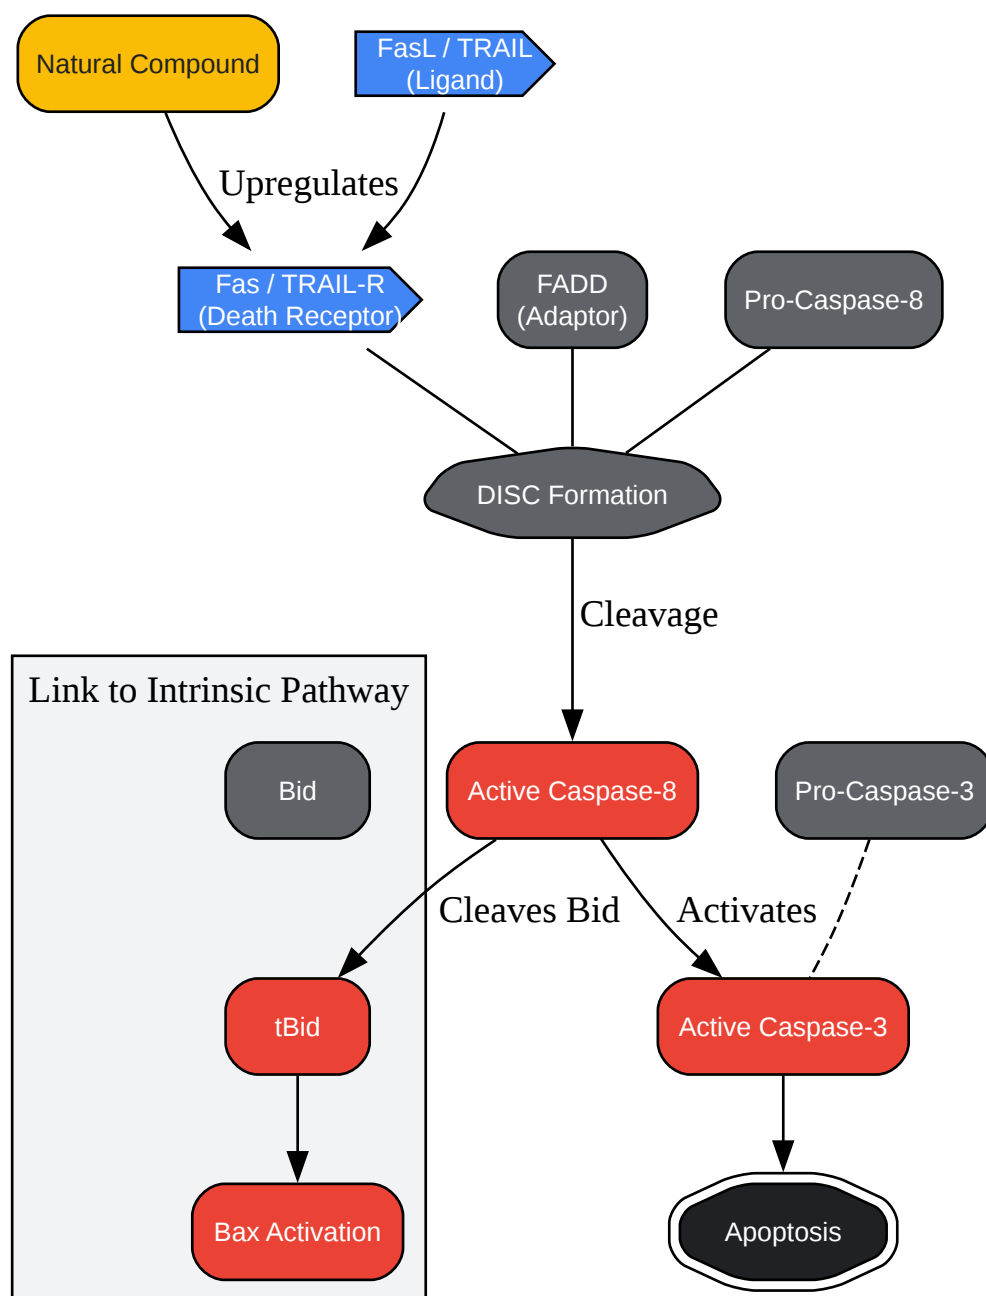 Natural Compound
FasL / TRAIL
(Ligand)
Upregulates
Fas / TRAIL-R
(Death Receptor)
FADD
(Adaptor)
Pro-Caspase-8
DISC Formation
Cleavage
Link to Intrinsic Pathway
Bid
Active Caspase-8
Pro-Caspase-3
Cleaves Bid
Activates
tBid
Active Caspase-3
Bax Activation
Apoptosis